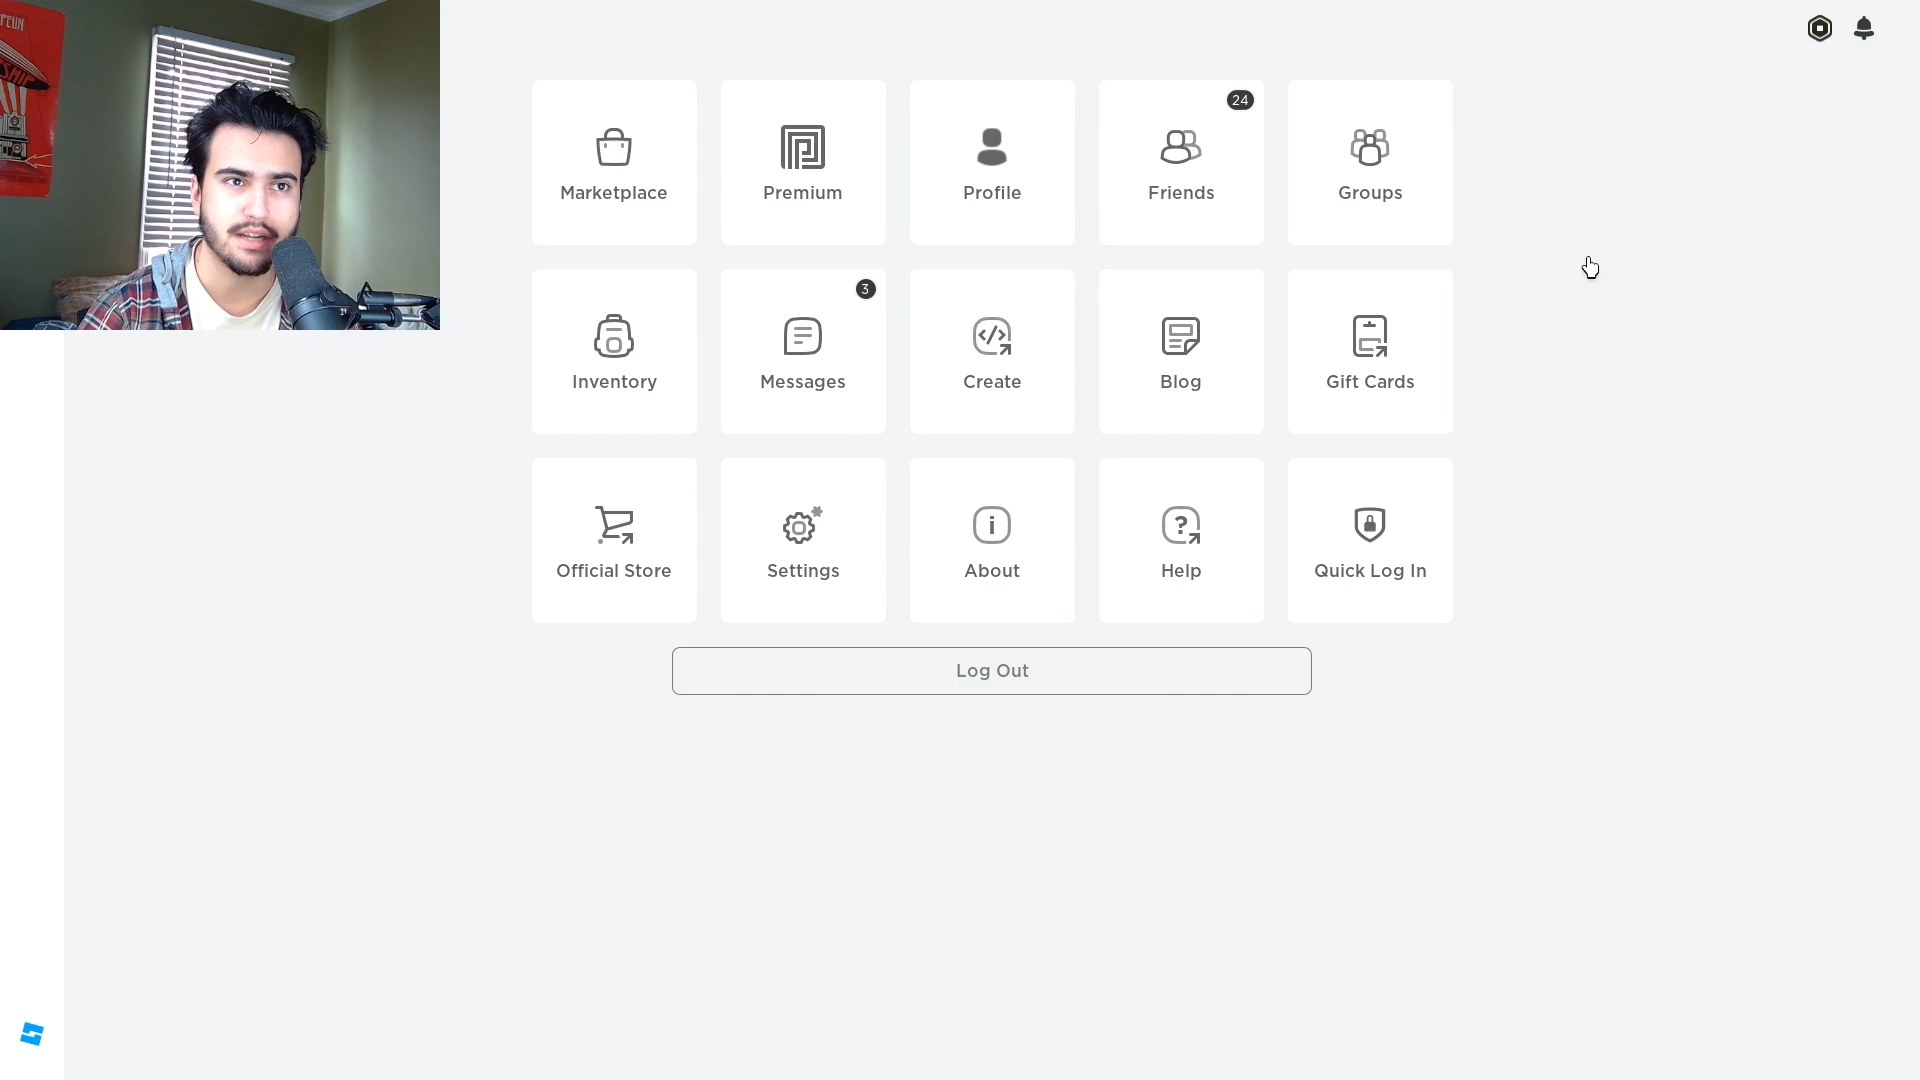 24
Marketplace
Premium
Profile
Friends
Groups
3
Inventory
Messages
Create
Blog
Gift Cards
Official Store
Settings
About
Help
Quick Log In
Log Out